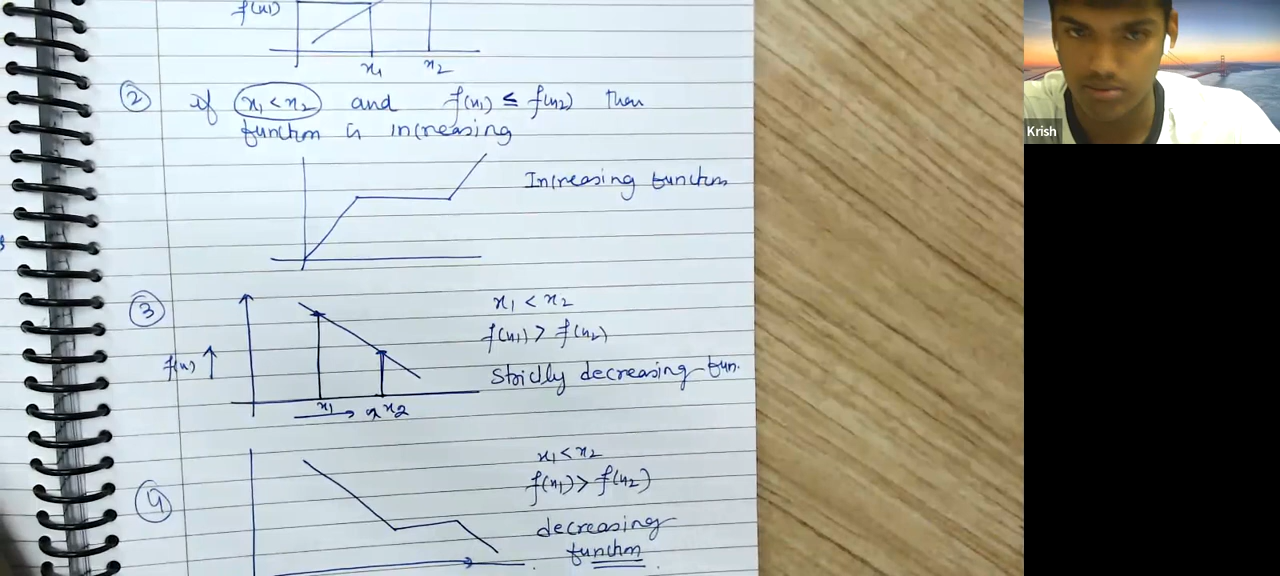 f(x1)
x1 x2
② if x1 < x2 and f(x1) ≤ f(x2) then
function is increasing
Increasing function
③ x1 < x2
f(x1) > f(x2)
f(x) ↑
Strictly decreasing fun.
x1 → x x2
④ x1 < x2
f(x1) > f(x2)
decreasing
function
Krish